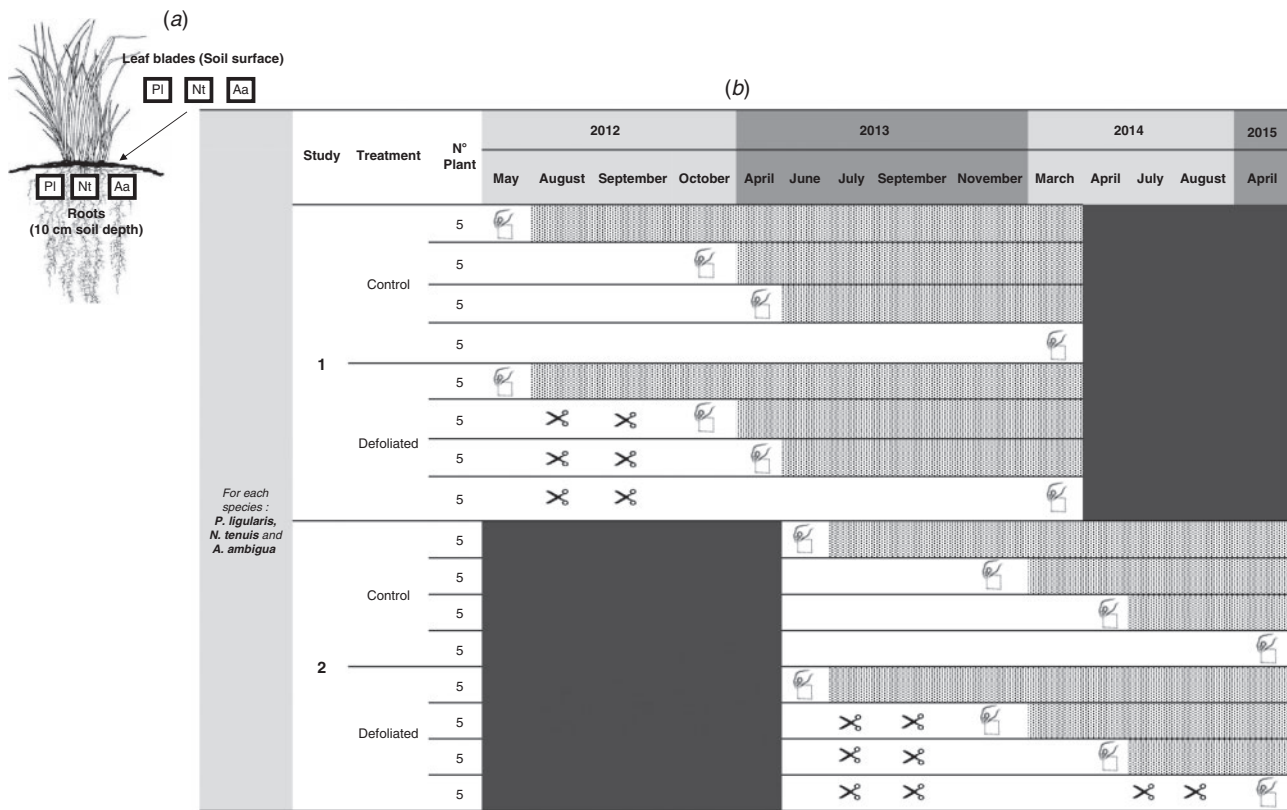 (a)
Leaf blades (Soil surface)
Pl Nt Aa
Pl Nt Aa
Roots
(10 cm soil depth)
(b)
Study Treatment N° Plant 2012 2013 2014 2015
May August September October April June July September November March April July August April
For each
species :
P. ligularis,
N. tenuis and
A. ambigua
1
Control
5
5
5
5
Defoliated
5
5
5
5
2
Control
5
5
5
5
Defoliated
5
5
5
5